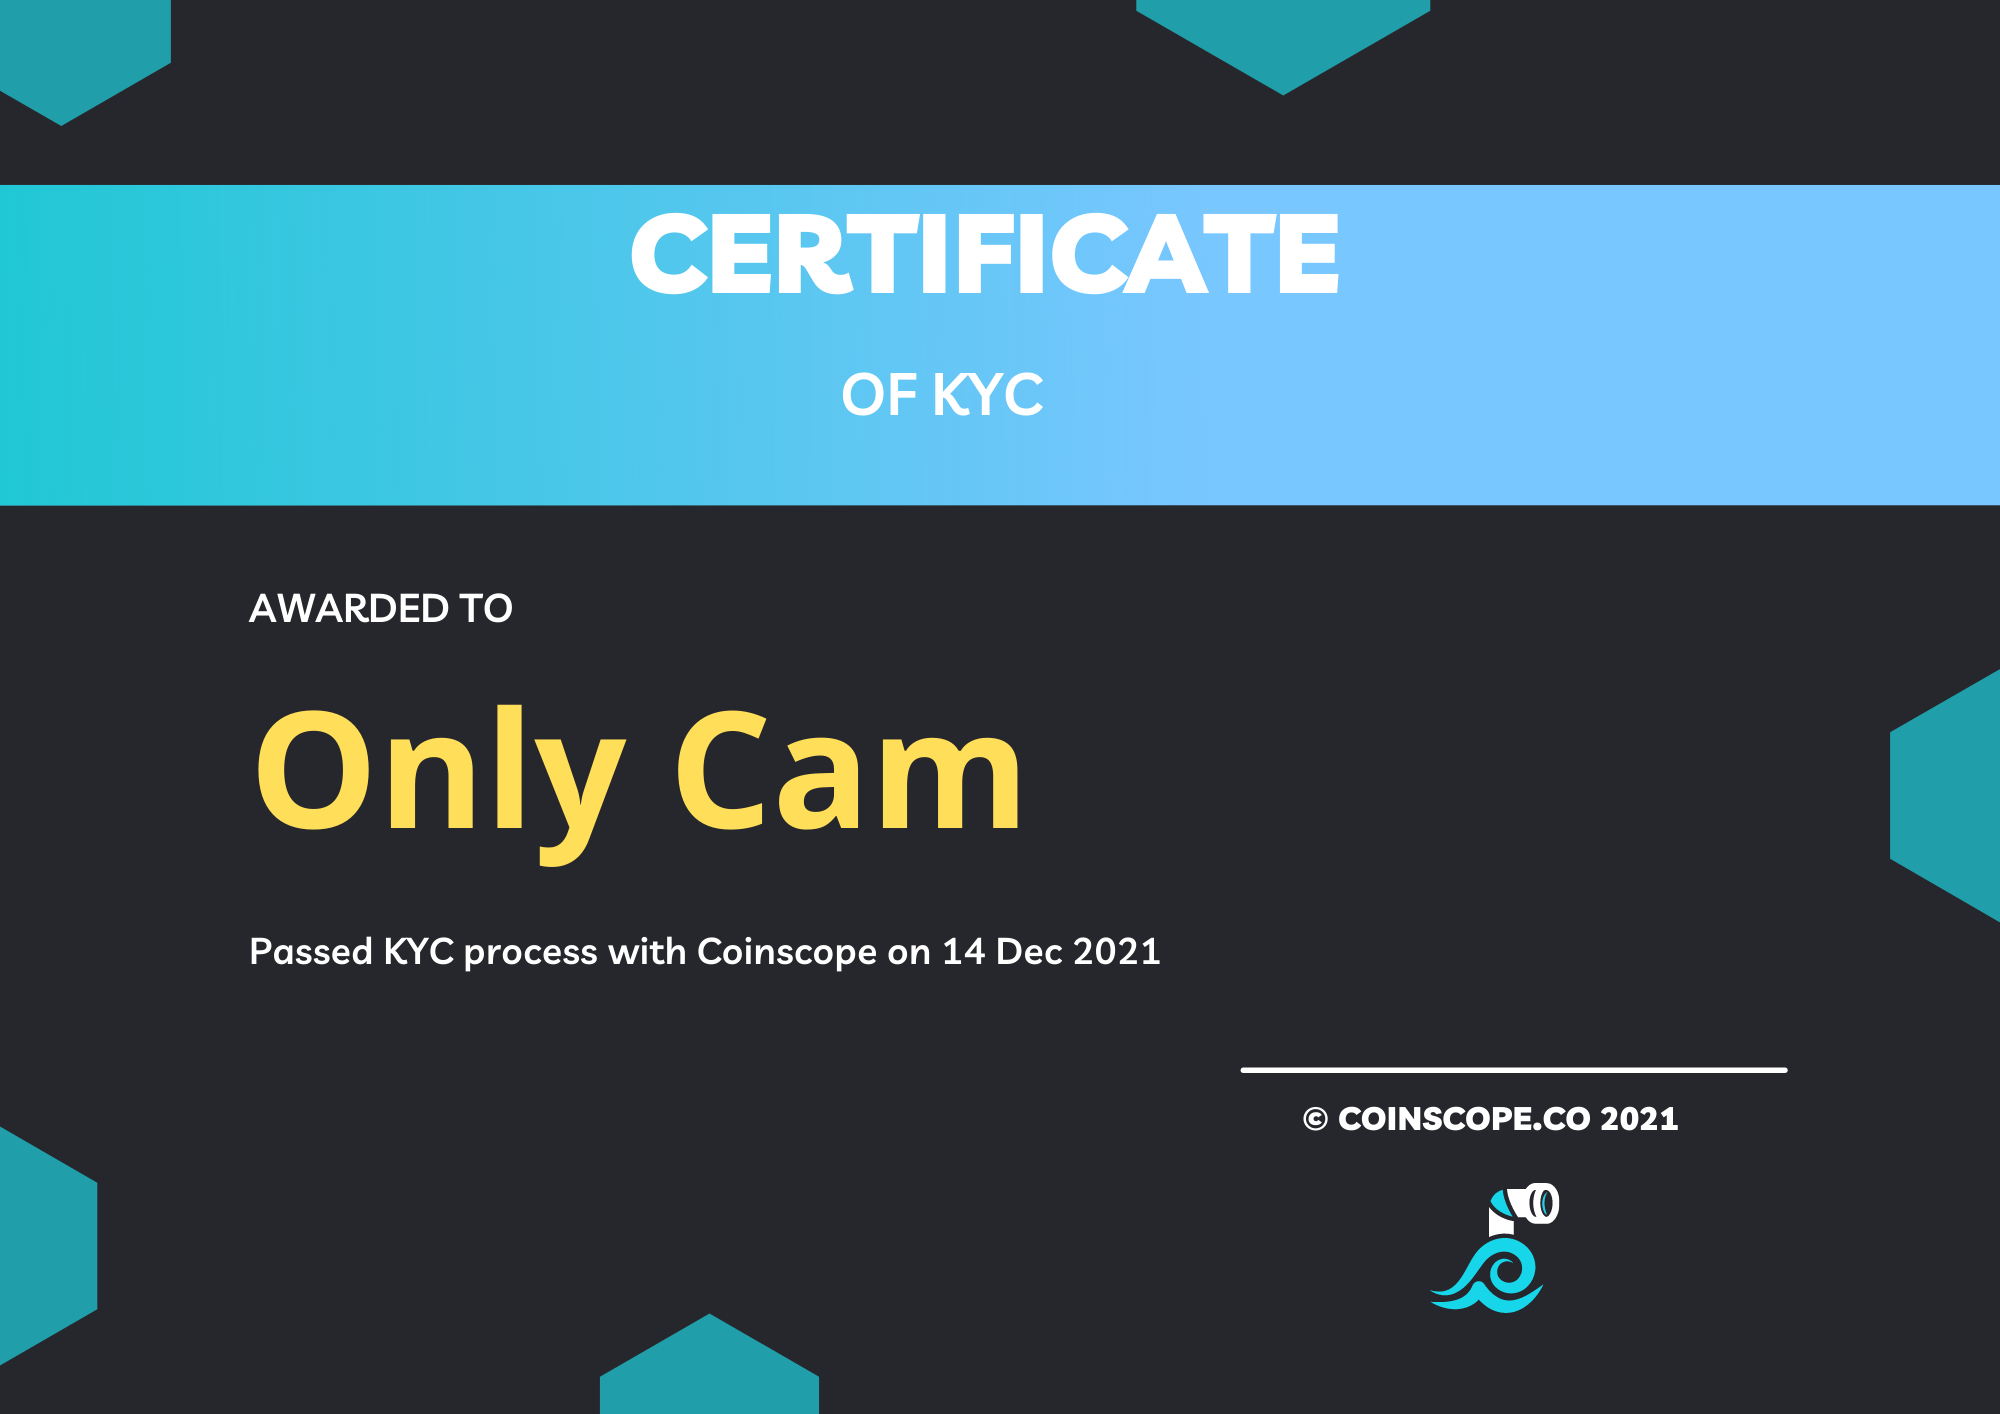 CERTIFICATE
OF KYC
AWARDED TO
Only Cam
Passed KYC process with Coinscope on 14 Dec 2021
© COINSCOPE.CO 2021